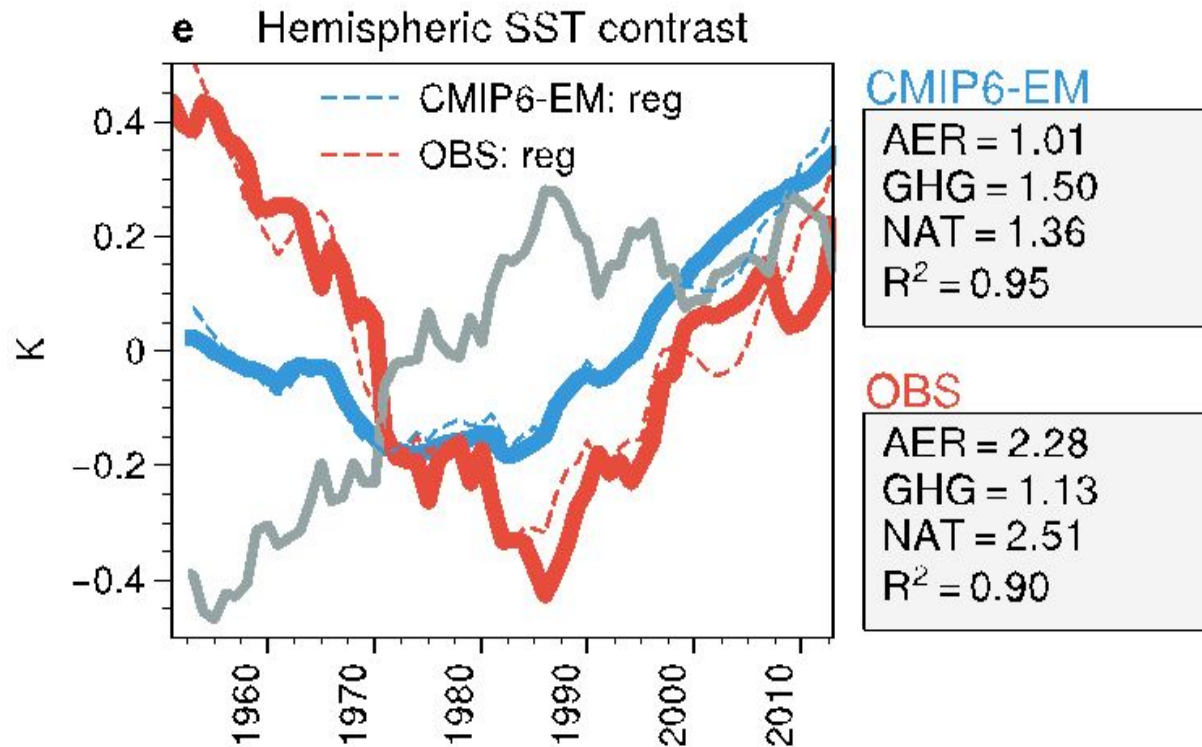 e Hemispheric SST contrast
CMIP6-EM: reg
OBS: reg
K
0.4
0.2
0
−0.2
−0.4
1960
1970
1980
1990
2000
2010
CMIP6-EM
AER = 1.01
GHG = 1.50
NAT = 1.36
R² = 0.95
OBS
AER = 2.28
GHG = 1.13
NAT = 2.51
R² = 0.90